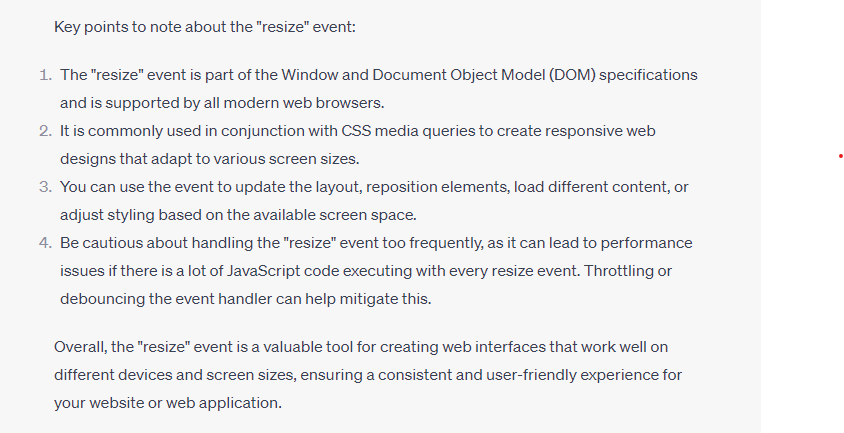 Key points to note about the "resize" event:
1. The "resize" event is part of the Window and Document Object Model (DOM) specifications
and is supported by all modern web browsers.
2. It is commonly used in conjunction with CSS media queries to create responsive web
designs that adapt to various screen sizes.
3. You can use the event to update the layout, reposition elements, load different content, or
adjust styling based on the available screen space.
4. Be cautious about handling the "resize" event too frequently, as it can lead to performance
issues if there is a lot of JavaScript code executing with every resize event. Throttling or
debouncing the event handler can help mitigate this.
Overall, the "resize" event is a valuable tool for creating web interfaces that work well on
different devices and screen sizes, ensuring a consistent and user-friendly experience for
your website or web application.